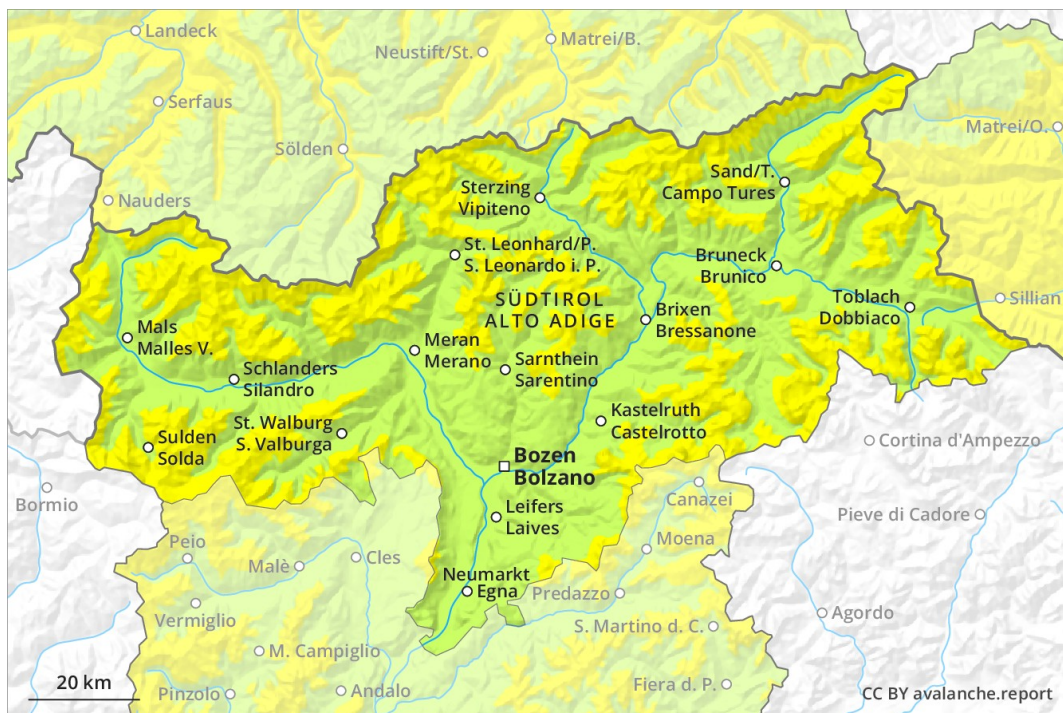 Landeck
Neustift/St.
Matrei/B.
Serfaus
Matrei/O.
Sölden
Nauders
Sterzing
Vipiteno
Sand/T.
Campo Tures
St. Leonhard/P.
S. Leonardo i. P.
Bruneck
Brunico
SÜDTIROL
ALTO ADIGE
Toblach
Dobbiaco
Sillian
Brixen
Bressanone
Mals
Malles V.
Meran
Merano
Schlanders
Silandro
Sarnthein
Sarentino
St. Walburg
S. Valburga
Kastelruth
Castelrotto
Sulden
Solda
Cortina d'Ampezzo
Bozen
Bolzano
Bormio
Canazei
Leifers
Laives
Pieve di Cadore
Peio
Cles
Malè
Moena
Neumarkt
Egna
Predazzo
Vermiglio
Agordo
S. Martino d. C.
M. Campiglio
20 km
Pinzolo
Andalo
Fiera d. P.
CC BY avalanche.report